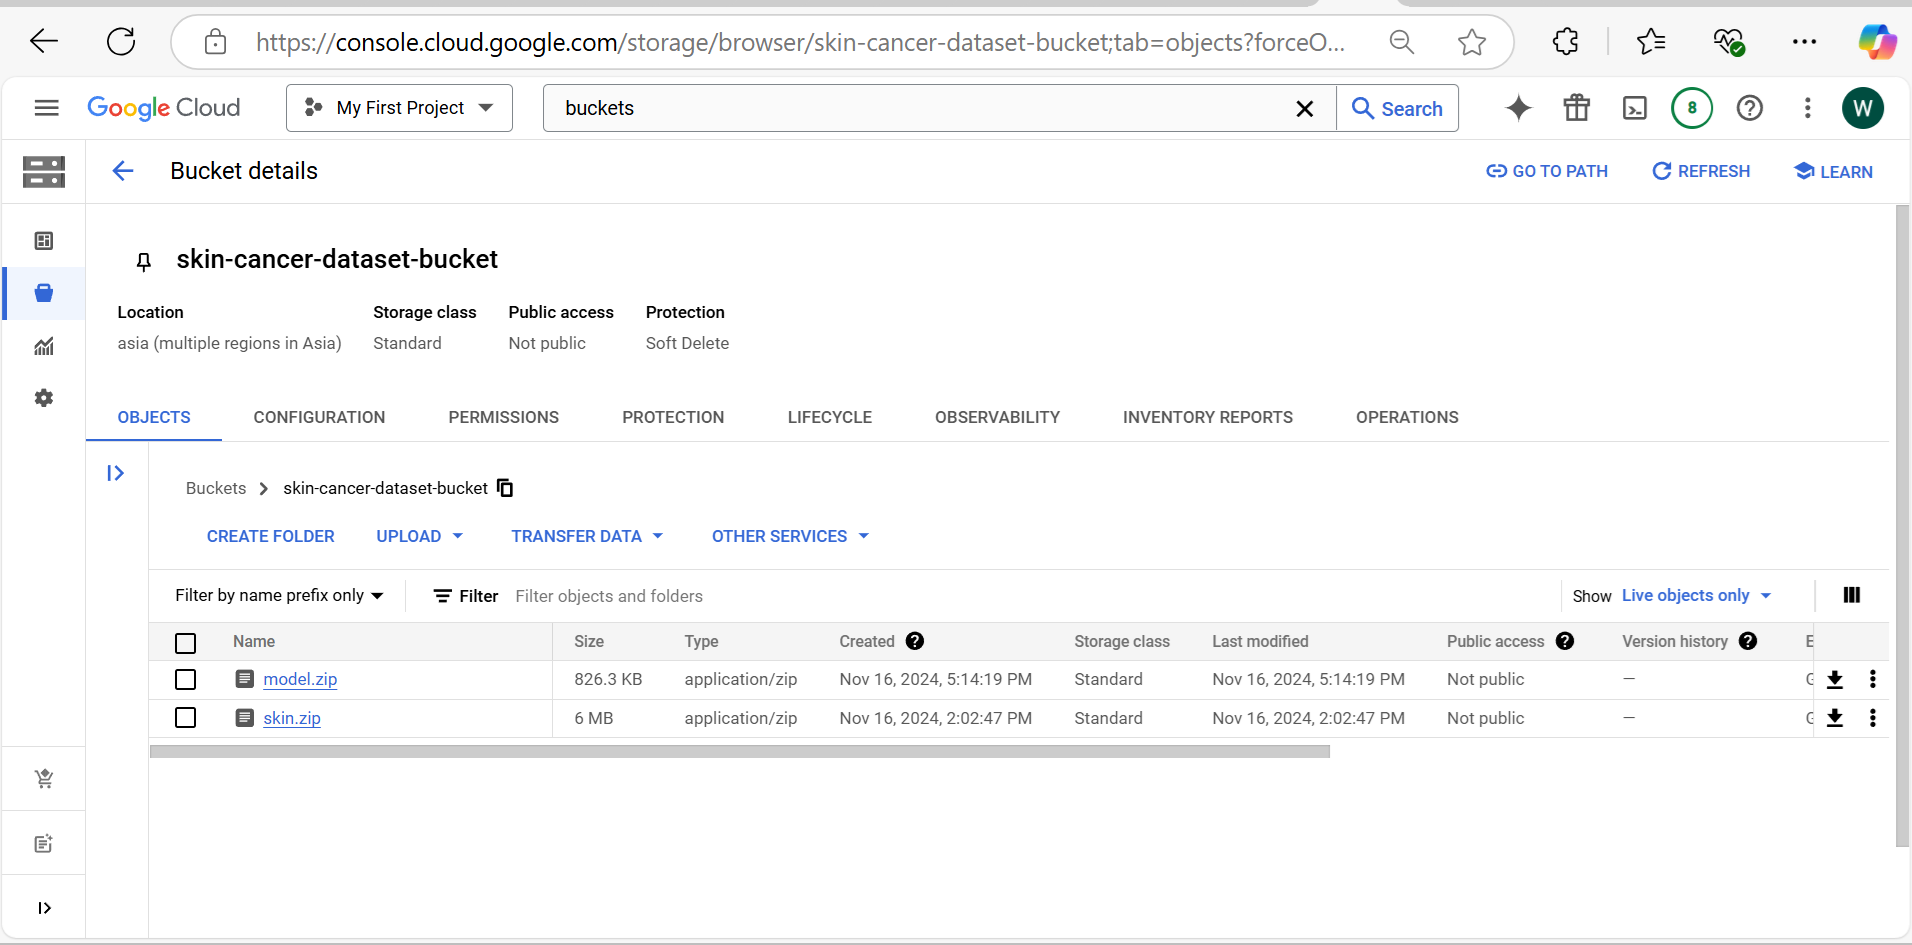 https://console.cloud.google.com/storage/browser/skin-cancer-dataset-bucket;tab=objects?forceO...
Google Cloud My First Project buckets Search 8 W
Bucket details GO TO PATH REFRESH LEARN
skin-cancer-dataset-bucket
Location Storage class Public access Protection
asia (multiple regions in Asia) Standard Not public Soft Delete
OBJECTS CONFIGURATION PERMISSIONS PROTECTION LIFECYCLE OBSERVABILITY INVENTORY REPORTS OPERATIONS
Buckets skin-cancer-dataset-bucket
CREATE FOLDER UPLOAD TRANSFER DATA OTHER SERVICES
Filter by name prefix only Filter Filter objects and folders Show Live objects only
Name Size Type Created Storage class Last modified Public access Version history E
model.zip 826.3 KB application/zip Nov 16, 2024, 5:14:19 PM Standard Nov 16, 2024, 5:14:19 PM Not public —
skin.zip 6 MB application/zip Nov 16, 2024, 2:02:47 PM Standard Nov 16, 2024, 2:02:47 PM Not public —